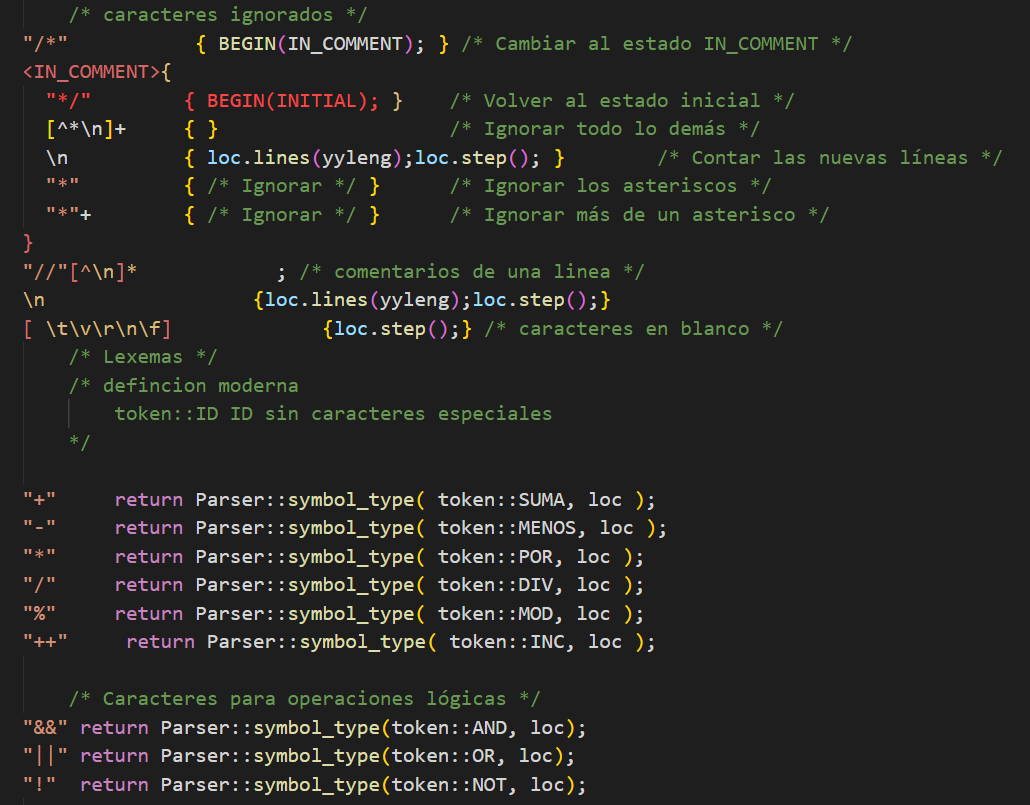 /* caracteres ignorados */
"/*" { BEGIN(IN_COMMENT); } /* Cambiar al estado IN_COMMENT */
<IN_COMMENT>{
"*/" { BEGIN(INITIAL); } /* Volver al estado inicial */
[^*\n]+ { } /* Ignorar todo lo demás */
\n { loc.lines(yyleng);loc.step(); } /* Contar las nuevas líneas */
"*" { /* Ignorar */ } /* Ignorar los asteriscos */
"*"+ { /* Ignorar */ } /* Ignorar más de un asterisco */
}
"//"[^\n]* ; /* comentarios de una linea */
\n {loc.lines(yyleng);loc.step();}
[ \t\v\r\n\f] {loc.step();} /* caracteres en blanco */
/* Lexemas */
/* defincion moderna
token::ID ID sin caracteres especiales
*/
"+" return Parser::symbol_type( token::SUMA, loc );
"-" return Parser::symbol_type( token::MENOS, loc );
"*" return Parser::symbol_type( token::POR, loc );
"/" return Parser::symbol_type( token::DIV, loc );
"%" return Parser::symbol_type( token::MOD, loc );
"++" return Parser::symbol_type( token::INC, loc );
/* Caracteres para operaciones lógicas */
"&&" return Parser::symbol_type(token::AND, loc);
"||" return Parser::symbol_type(token::OR, loc);
"!" return Parser::symbol_type(token::NOT, loc);